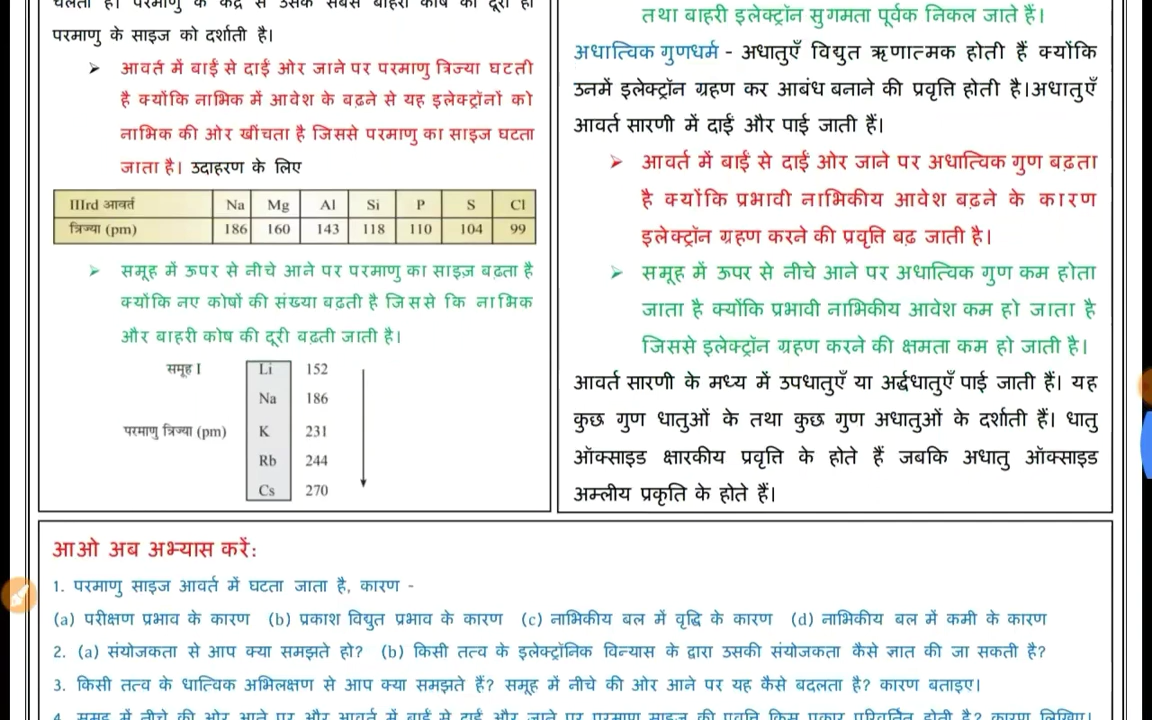 परमाणु के साइज को दर्शाती है।
➢ आवर्त में बाईं से दाईं ओर जाने पर परमाणु त्रिज्या घटती
है क्योंकि नाभिक में आवेश के बढ़ने से यह इलेक्ट्रॉनों को
नाभिक की ओर खींचता है जिससे परमाणु का साइज घटता
जाता है। उदाहरण के लिए
IIIrd आवर्त Na Mg Al Si P S Cl
त्रिज्या (pm) 186 160 143 118 110 104 99
➢ समूह में ऊपर से नीचे आने पर परमाणु का साइज़ बढता है
क्योंकि नए कोषों की संख्या बढ़ती है जिससे कि नाभिक
और बाहरी कोष की दूरी बढ़ती जाती है।
समूह I Li 152
Na 186
परमाणु त्रिज्या (pm) K 231
Rb 244
Cs 270
तथा बाहरी इलेक्ट्रॉन सुगमता पूर्वक निकल जाते हैं।
अधात्विक गुणधर्म - अधातुएँ विद्युत ऋणात्मक होती हैं क्योंकि
उनमें इलेक्ट्रॉन ग्रहण कर आबंध बनाने की प्रवृत्ति होती है।अधातुएँ
आवर्त सारणी में दाईं और पाई जाती हैं।
➢ आवर्त में बाईं से दाईं ओर जाने पर अधात्विक गुण बढ़ता
है क्योंकि प्रभावी नाभिकीय आवेश बढ़ने के कारण
इलेक्ट्रॉन ग्रहण करने की प्रवृत्ति बढ़ जाती है।
➢ समूह में ऊपर से नीचे आने पर अधात्विक गुण कम होता
जाता है क्योंकि प्रभावी नाभिकीय आवेश कम हो जाता है
जिससे इलेक्ट्रॉन ग्रहण करने की क्षमता कम हो जाती है।
आवर्त सारणी के मध्य में उपधातुएँ या अर्द्धधातुएँ पाई जाती हैं। यह
कुछ गुण धातुओं के तथा कुछ गुण अधातुओं के दर्शाती हैं। धातु
ऑक्साइड क्षारकीय प्रवृत्ति के होते हैं जबकि अधातु ऑक्साइड
अम्लीय प्रकृति के होते हैं।
आओ अब अभ्यास करें:
1. परमाणु साइज आवर्त में घटता जाता है, कारण -
(a) परीक्षण प्रभाव के कारण (b) प्रकाश विद्युत प्रभाव के कारण (c) नाभिकीय बल में वृद्धि के कारण (d) नाभिकीय बल में कमी के कारण
2. (a) संयोजकता से आप क्या समझते हो? (b) किसी तत्व के इलेक्ट्रॉनिक विन्यास के द्वारा उसकी संयोजकता कैसे ज्ञात की जा सकती है?
3. किसी तत्व के धात्विक अभिलक्षण से आप क्या समझते हैं? समूह में नीचे की ओर आने पर यह कैसे बदलता है? कारण बताइए।